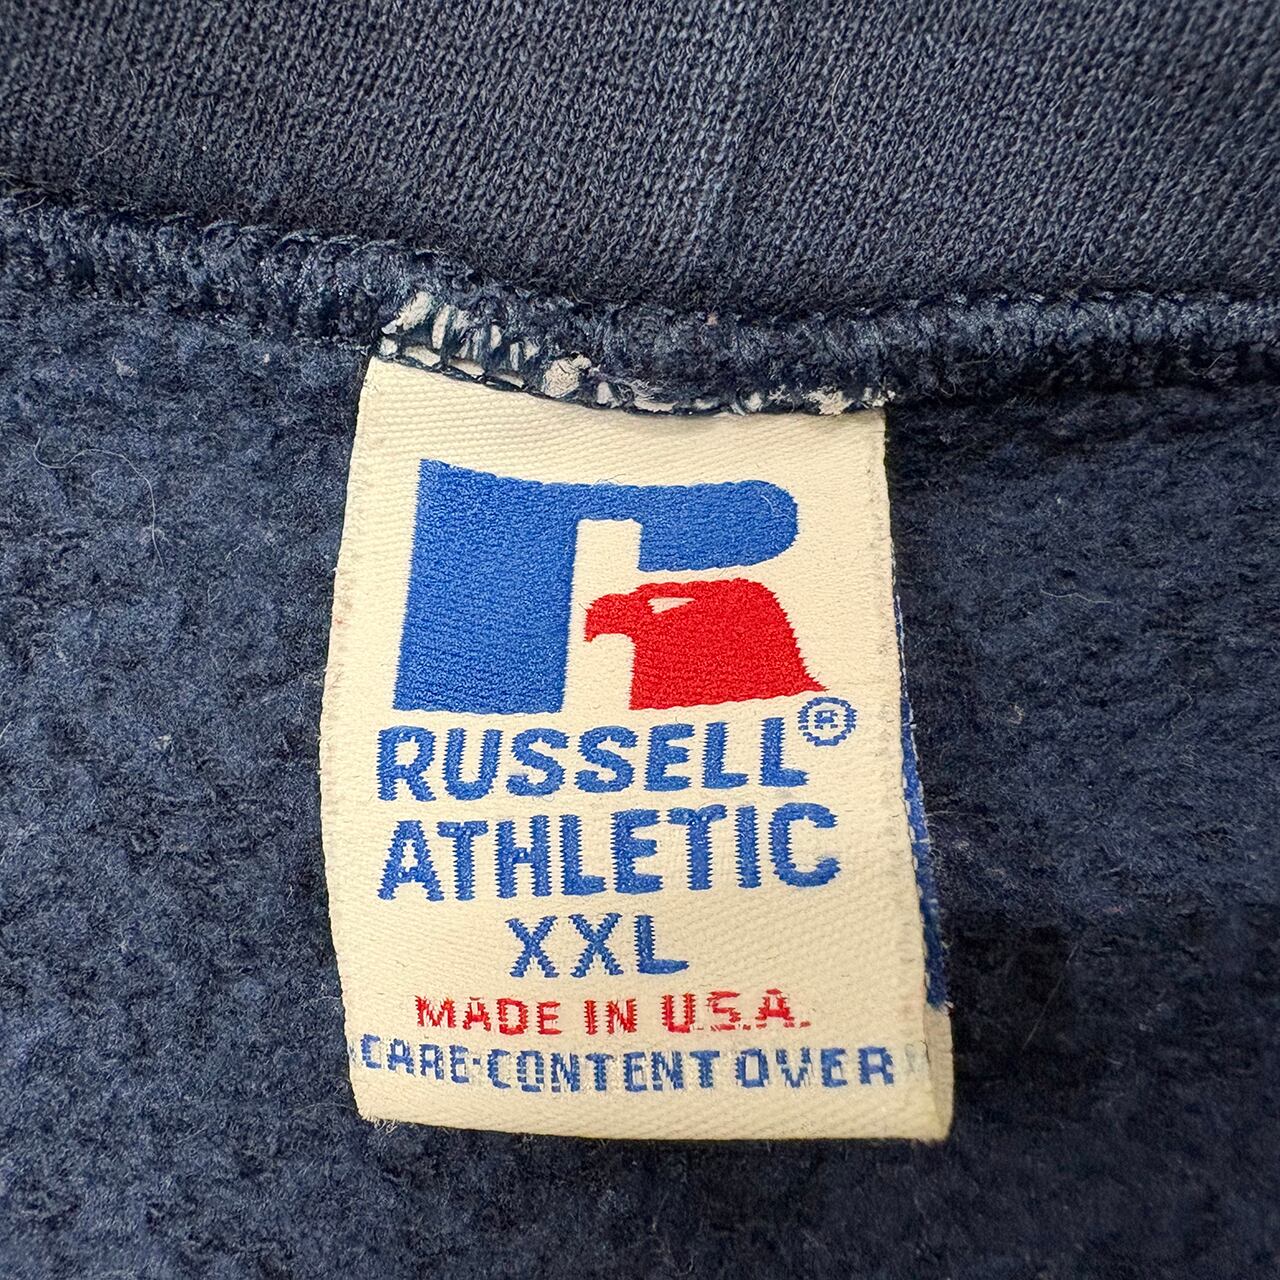 RUSSELL®
ATHLETIC
XXL
MADE IN U.S.A.
CARE·CONTENT OVER